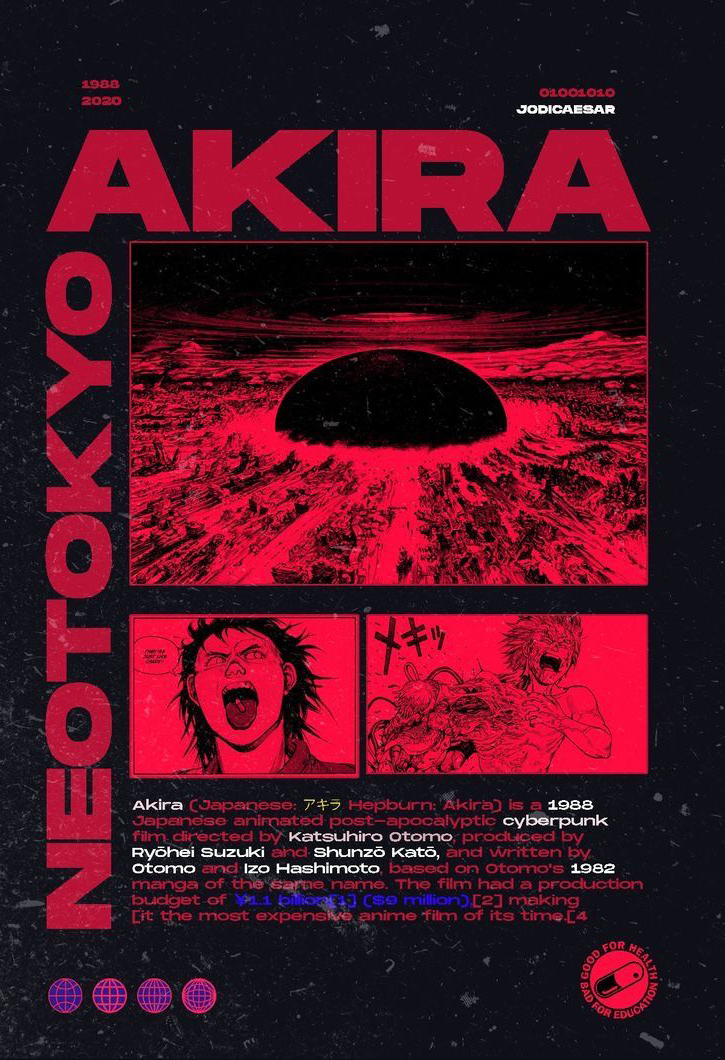 1988
2020
01001010
JODICAESAR
AKIRA
NEOTOKYO
メキッ
Akira (Japanese: アキラ Hepburn: Akira) is a 1988
Japanese animated post-apocalyptic cyberpunk
film directed by Katsuhiro Otomo, produced by
Ryōhei Suzuki and Shunzō Katō, and written by
Otomo and Izo Hashimoto, based on Otomo's 1982
manga of the same name. The film had a production
budget of ¥1.1 billion[1] ($9 million),[2] making
[it the most expensive anime film of its time.[4
GOOD FOR HEALTH
BAD FOR EDUCATION